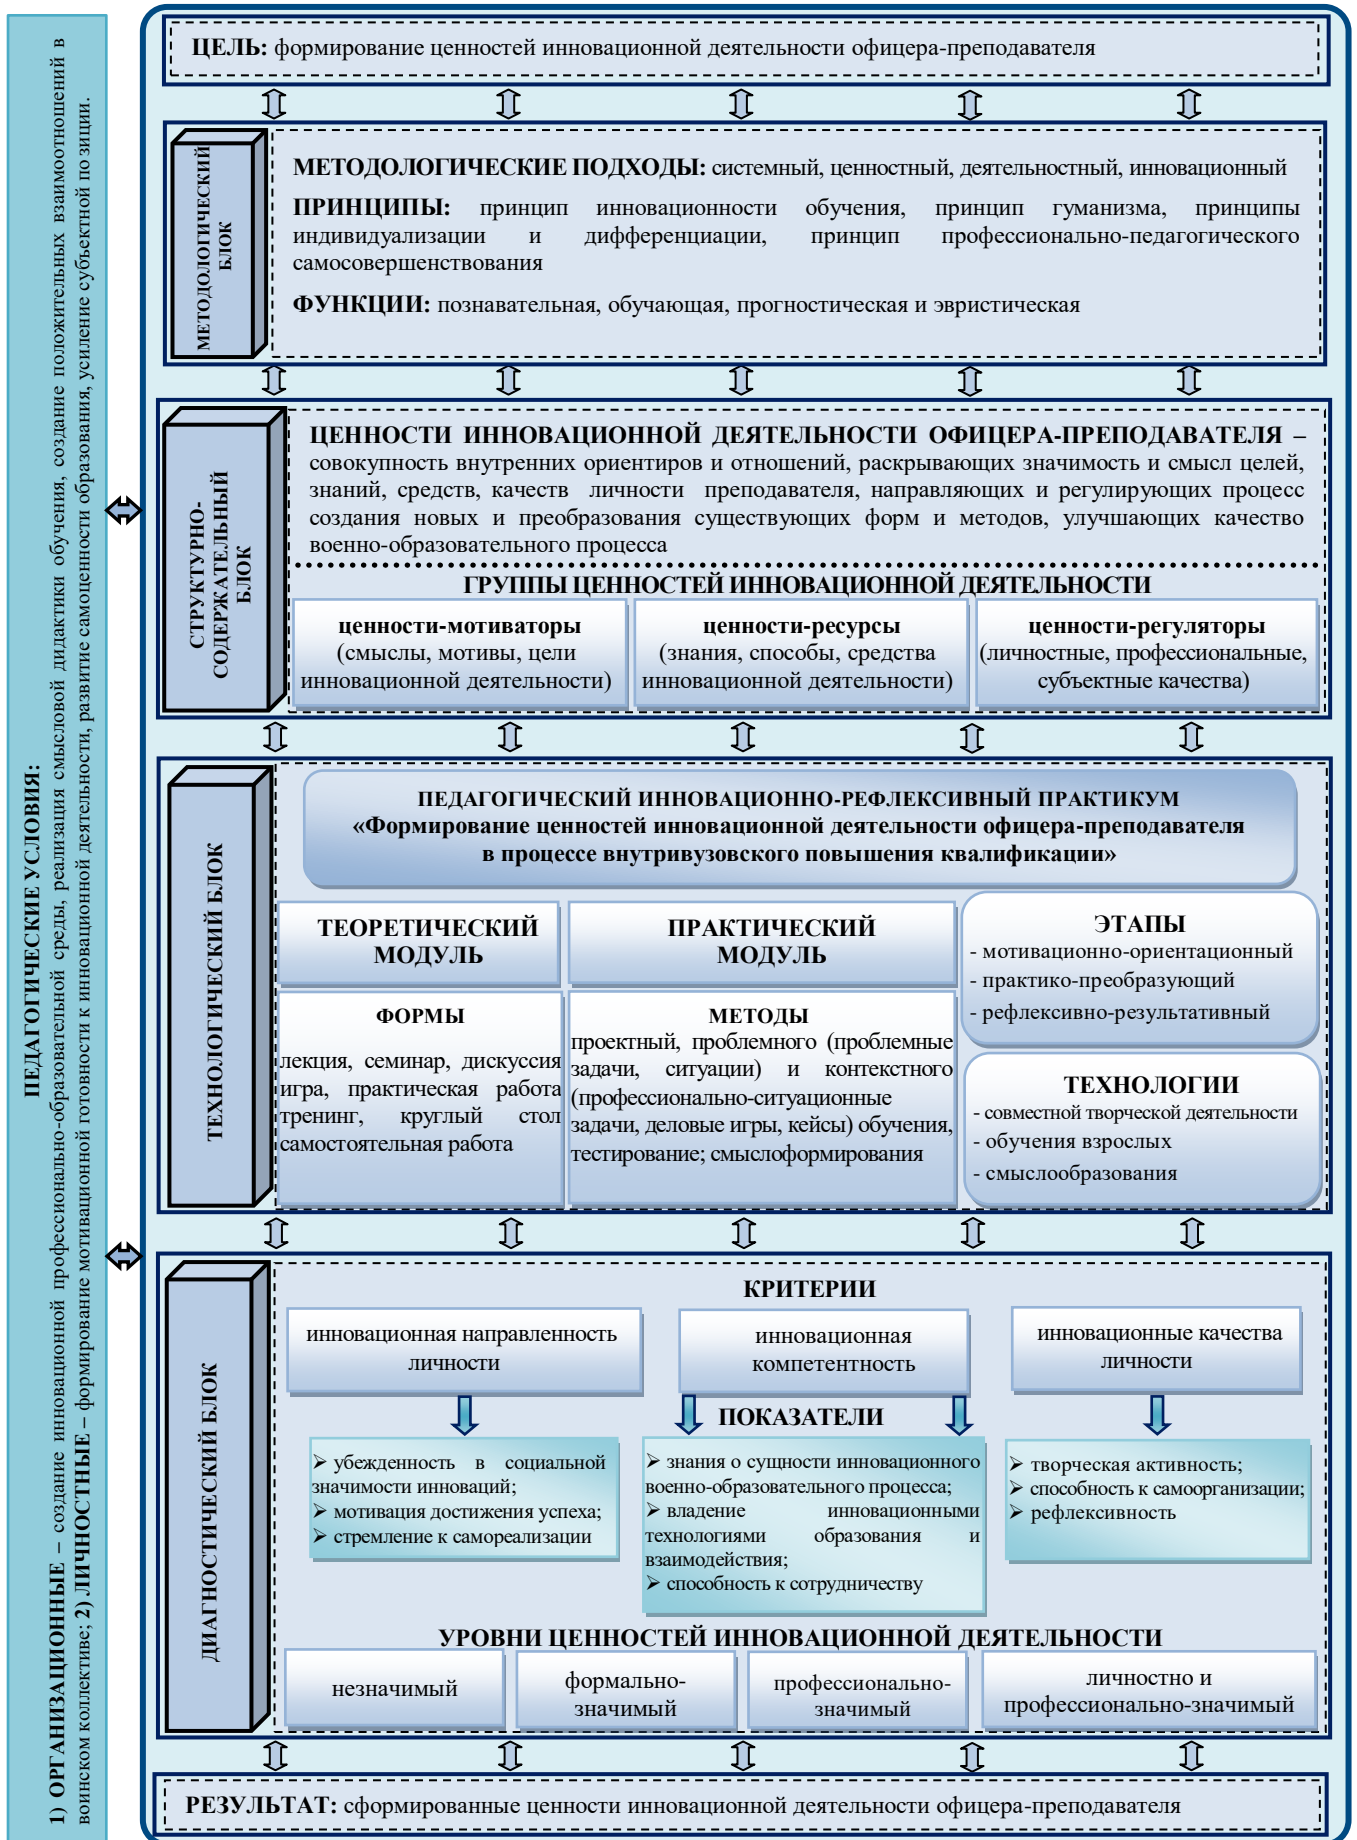 ПЕДАГОГИЧЕСКИЕ УСЛОВИЯ:
1) ОРГАНИЗАЦИОННЫЕ – создание инновационной профессионально-образовательной среды, реализация смысловой дидактики обучения, создание положительных взаимоотношений в
воинском коллективе; 2) ЛИЧНОСТНЫЕ – формирование мотивационной готовности к инновационной деятельности, развитие самоценности образования, усиление субъектной по зиции.
ЦЕЛЬ: формирование ценностей инновационной деятельности офицера-преподавателя
МЕТОДОЛОГИЧЕСКИЙ
БЛОК
МЕТОДОЛОГИЧЕСКИЕ ПОДХОДЫ: системный, ценностный, деятельностный, инновационный
ПРИНЦИПЫ: принцип инновационности обучения, принцип гуманизма, принципы
индивидуализации и дифференциации, принцип профессионально-педагогического
самосовершенствования
ФУНКЦИИ: познавательная, обучающая, прогностическая и эвристическая
СТРУКТУРНО-
СОДЕРЖАТЕЛЬНЫЙ
БЛОК
ЦЕННОСТИ ИННОВАЦИОННОЙ ДЕЯТЕЛЬНОСТИ ОФИЦЕРА-ПРЕПОДАВАТЕЛЯ –
совокупность внутренних ориентиров и отношений, раскрывающих значимость и смысл целей,
знаний, средств, качеств личности преподавателя, направляющих и регулирующих процесс
создания новых и преобразования существующих форм и методов, улучшающих качество
военно-образовательного процесса
ГРУППЫ ЦЕННОСТЕЙ ИННОВАЦИОННОЙ ДЕЯТЕЛЬНОСТИ
ценности-мотиваторы
(смыслы, мотивы, цели
инновационной деятельности)
ценности-ресурсы
(знания, способы, средства
инновационной деятельности)
ценности-регуляторы
(личностные, профессиональные,
субъектные качества)
ТЕХНОЛОГИЧЕСКИЙ БЛОК
ПЕДАГОГИЧЕСКИЙ ИННОВАЦИОННО-РЕФЛЕКСИВНЫЙ ПРАКТИКУМ
«Формирование ценностей инновационной деятельности офицера-преподавателя
в процессе внутривузовского повышения квалификации»
ТЕОРЕТИЧЕСКИЙ
МОДУЛЬ
ПРАКТИЧЕСКИЙ
МОДУЛЬ
ФОРМЫ
лекция, семинар, дискуссия
игра, практическая работа
тренинг, круглый стол
самостоятельная работа
МЕТОДЫ
проектный, проблемного (проблемные
задачи, ситуации) и контекстного
(профессионально-ситуационные
задачи, деловые игры, кейсы) обучения,
тестирование; смыслоформирования
ЭТАПЫ
- мотивационно-ориентационный
- практико-преобразующий
- рефлексивно-результативный
ТЕХНОЛОГИИ
- совместной творческой деятельности
- обучения взрослых
- смыслообразования
ДИАГНОСТИЧЕСКИЙ БЛОК
КРИТЕРИИ
инновационная направленность
личности
инновационная
компетентность
инновационные качества
личности
ПОКАЗАТЕЛИ
➢ убежденность в социальной
значимости инноваций;
➢ мотивация достижения успеха;
➢ стремление к самореализации
➢ знания о сущности инновационного
военно-образовательного процесса;
➢ владение инновационными
технологиями образования и
взаимодействия;
➢ способность к сотрудничеству
➢ творческая активность;
➢ способность к самоорганизации;
➢ рефлексивность
УРОВНИ ЦЕННОСТЕЙ ИННОВАЦИОННОЙ ДЕЯТЕЛЬНОСТИ
незначимый
формально-
значимый
профессионально-
значимый
личностно и
профессионально-значимый
РЕЗУЛЬТАТ: сформированные ценности инновационной деятельности офицера-преподавателя